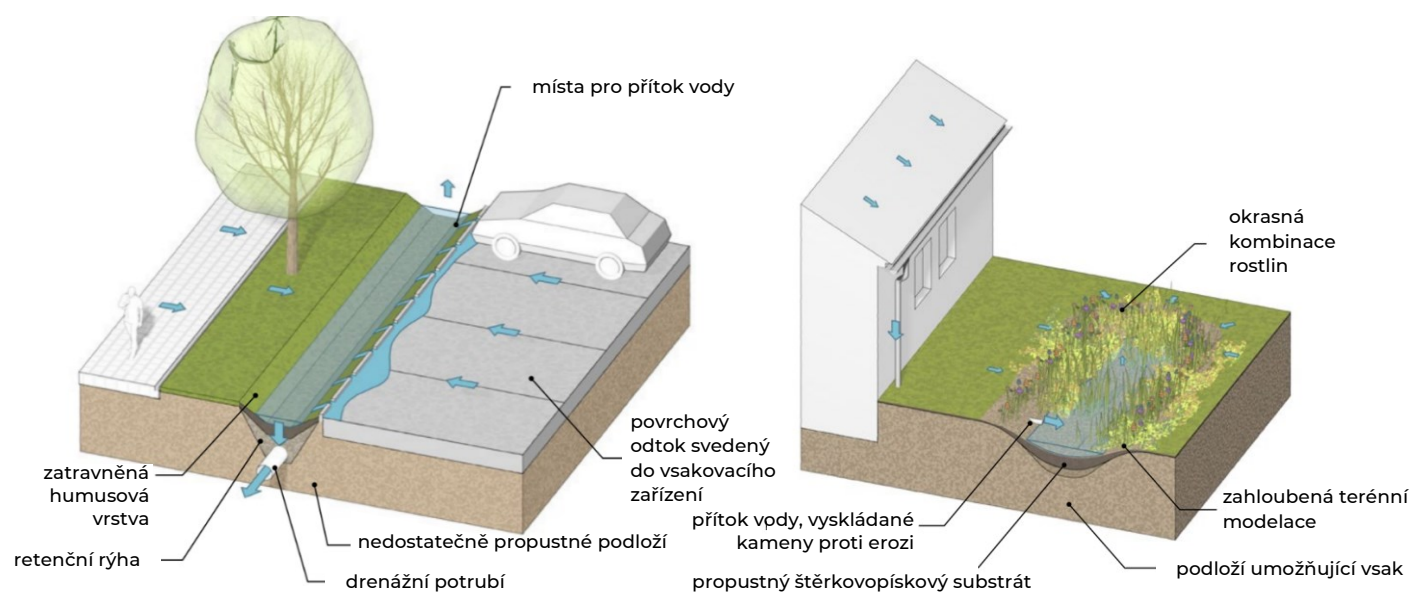 místa pro přítok vody
povrchový
odtok svedený
do vsakovacího
zařízení
zatravněná
humusová
vrstva
retenční rýha
nedostatečně propustné podloží
drenážní potrubí
okrasná
kombinace
rostlin
přítok vody, vyskládané
kameny proti erozi
propustný štěrkovopískový substrát
zahloubená terénní
modelace
podloží umožňující vsak